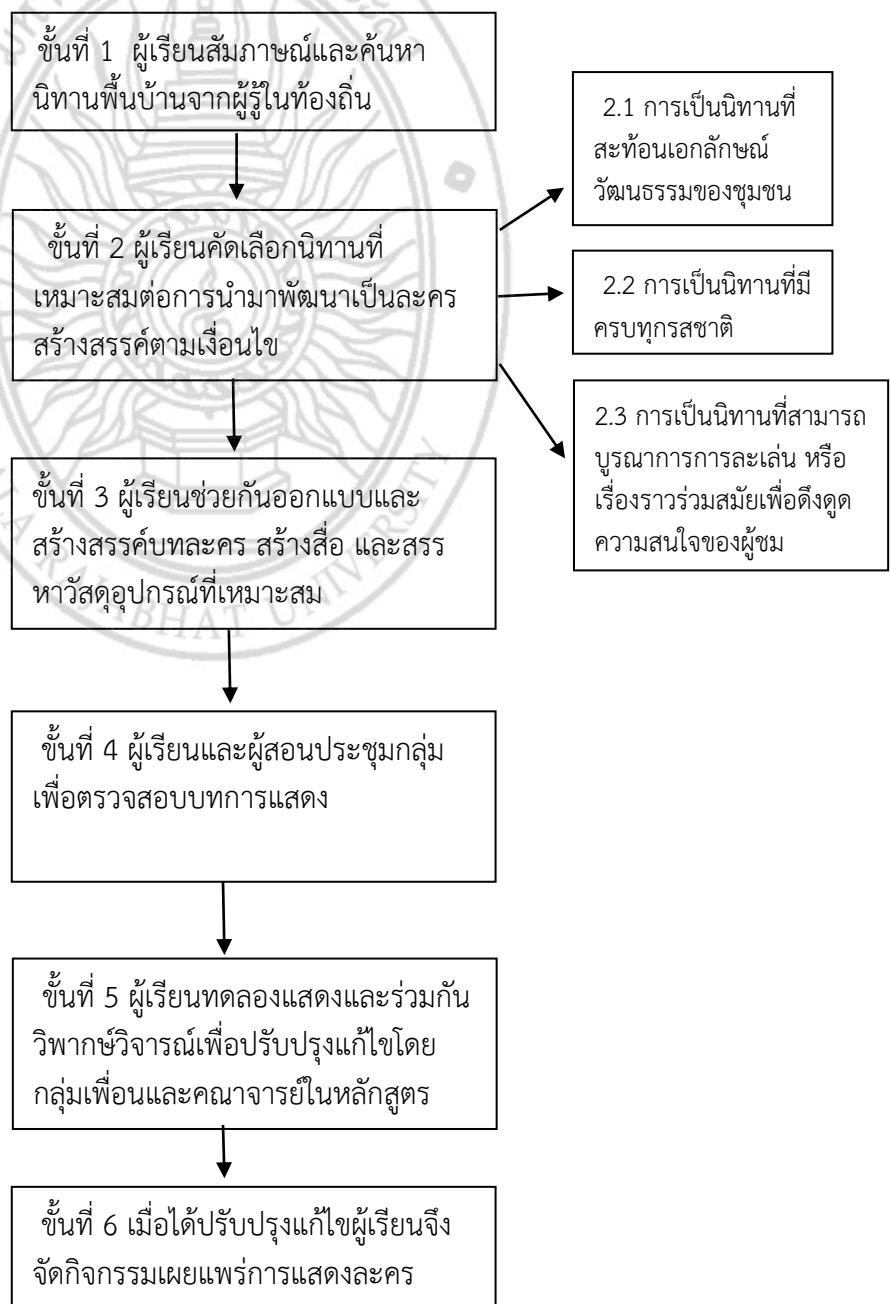 ขั้นที่ 1 ผู้เรียนสัมภาษณ์และค้นหา
นิทานพื้นบ้านจากผู้รู้ในท้องถิ่น
ขั้นที่ 2 ผู้เรียนคัดเลือกนิทานที่
เหมาะสมต่อการนำมาพัฒนาเป็นละคร
สร้างสรรค์ตามเงื่อนไข
2.1 การเป็นนิทานที่
สะท้อนเอกลักษณ์
วัฒนธรรมของชุมชน
2.2 การเป็นนิทานที่มี
ครบทุกรสชาติ
2.3 การเป็นนิทานที่สามารถ
บูรณาการการละเล่น หรือ
เรื่องราวร่วมสมัยเพื่อดึงดูด
ความสนใจของผู้ชม
ขั้นที่ 3 ผู้เรียนช่วยกันออกแบบและ
สร้างสรรค์บทละคร สร้างสื่อ และสรร
หาวัสดุอุปกรณ์ที่เหมาะสม
RAJABHAT UNIVERSITY
ขั้นที่ 4 ผู้เรียนและผู้สอนประชุมกลุ่ม
เพื่อตรวจสอบบทการแสดง
ขั้นที่ 5 ผู้เรียนทดลองแสดงและร่วมกัน
วิพากษ์วิจารณ์เพื่อปรับปรุงแก้ไขโดย
กลุ่มเพื่อนและคณาจารย์ในหลักสูตร
ขั้นที่ 6 เมื่อได้ปรับปรุงแก้ไขผู้เรียนจึง
จัดกิจกรรมเผยแพร่การแสดงละคร